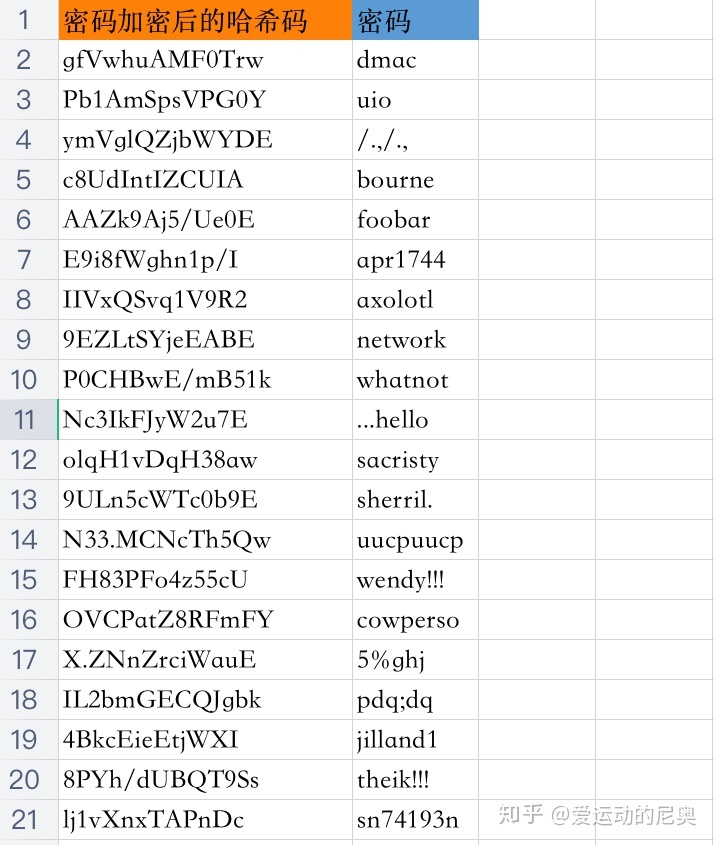 1 密码加密后的哈希码 密码
2 gfVwhuAMF0Trw dmac
3 Pb1AmSpsVPG0Y uio
4 ymVglQZjbWYDE /.,/.,
5 c8UdIntIZCUIA bourne
6 AAZk9Aj5/Ue0E foobar
7 E9i8fWghn1p/I apr1744
8 IIVxQSvq1V9R2 axolotl
9 9EZLtSYjeEABE network
10 P0CHBwE/mB51k whatnot
11 Nc3IkFJyW2u7E ...hello
12 olqH1vDqH38aw sacristy
13 9ULn5cWTc0b9E sherril.
14 N33.MCNcTh5Qw uucpuucp
15 FH83PFo4z55cU wendy!!!
16 OVCPatZ8RFmFY cowperso
17 X.ZNnZrciWauE 5%ghj
18 IL2bmGECQJgbk pdq;dq
19 4BkcEieEtjWXI jilland1
20 8PYh/dUBQT9Ss theik!!!
21 lj1vXnxTAPnDc sn74193n
知乎 @爱运动的尼奥